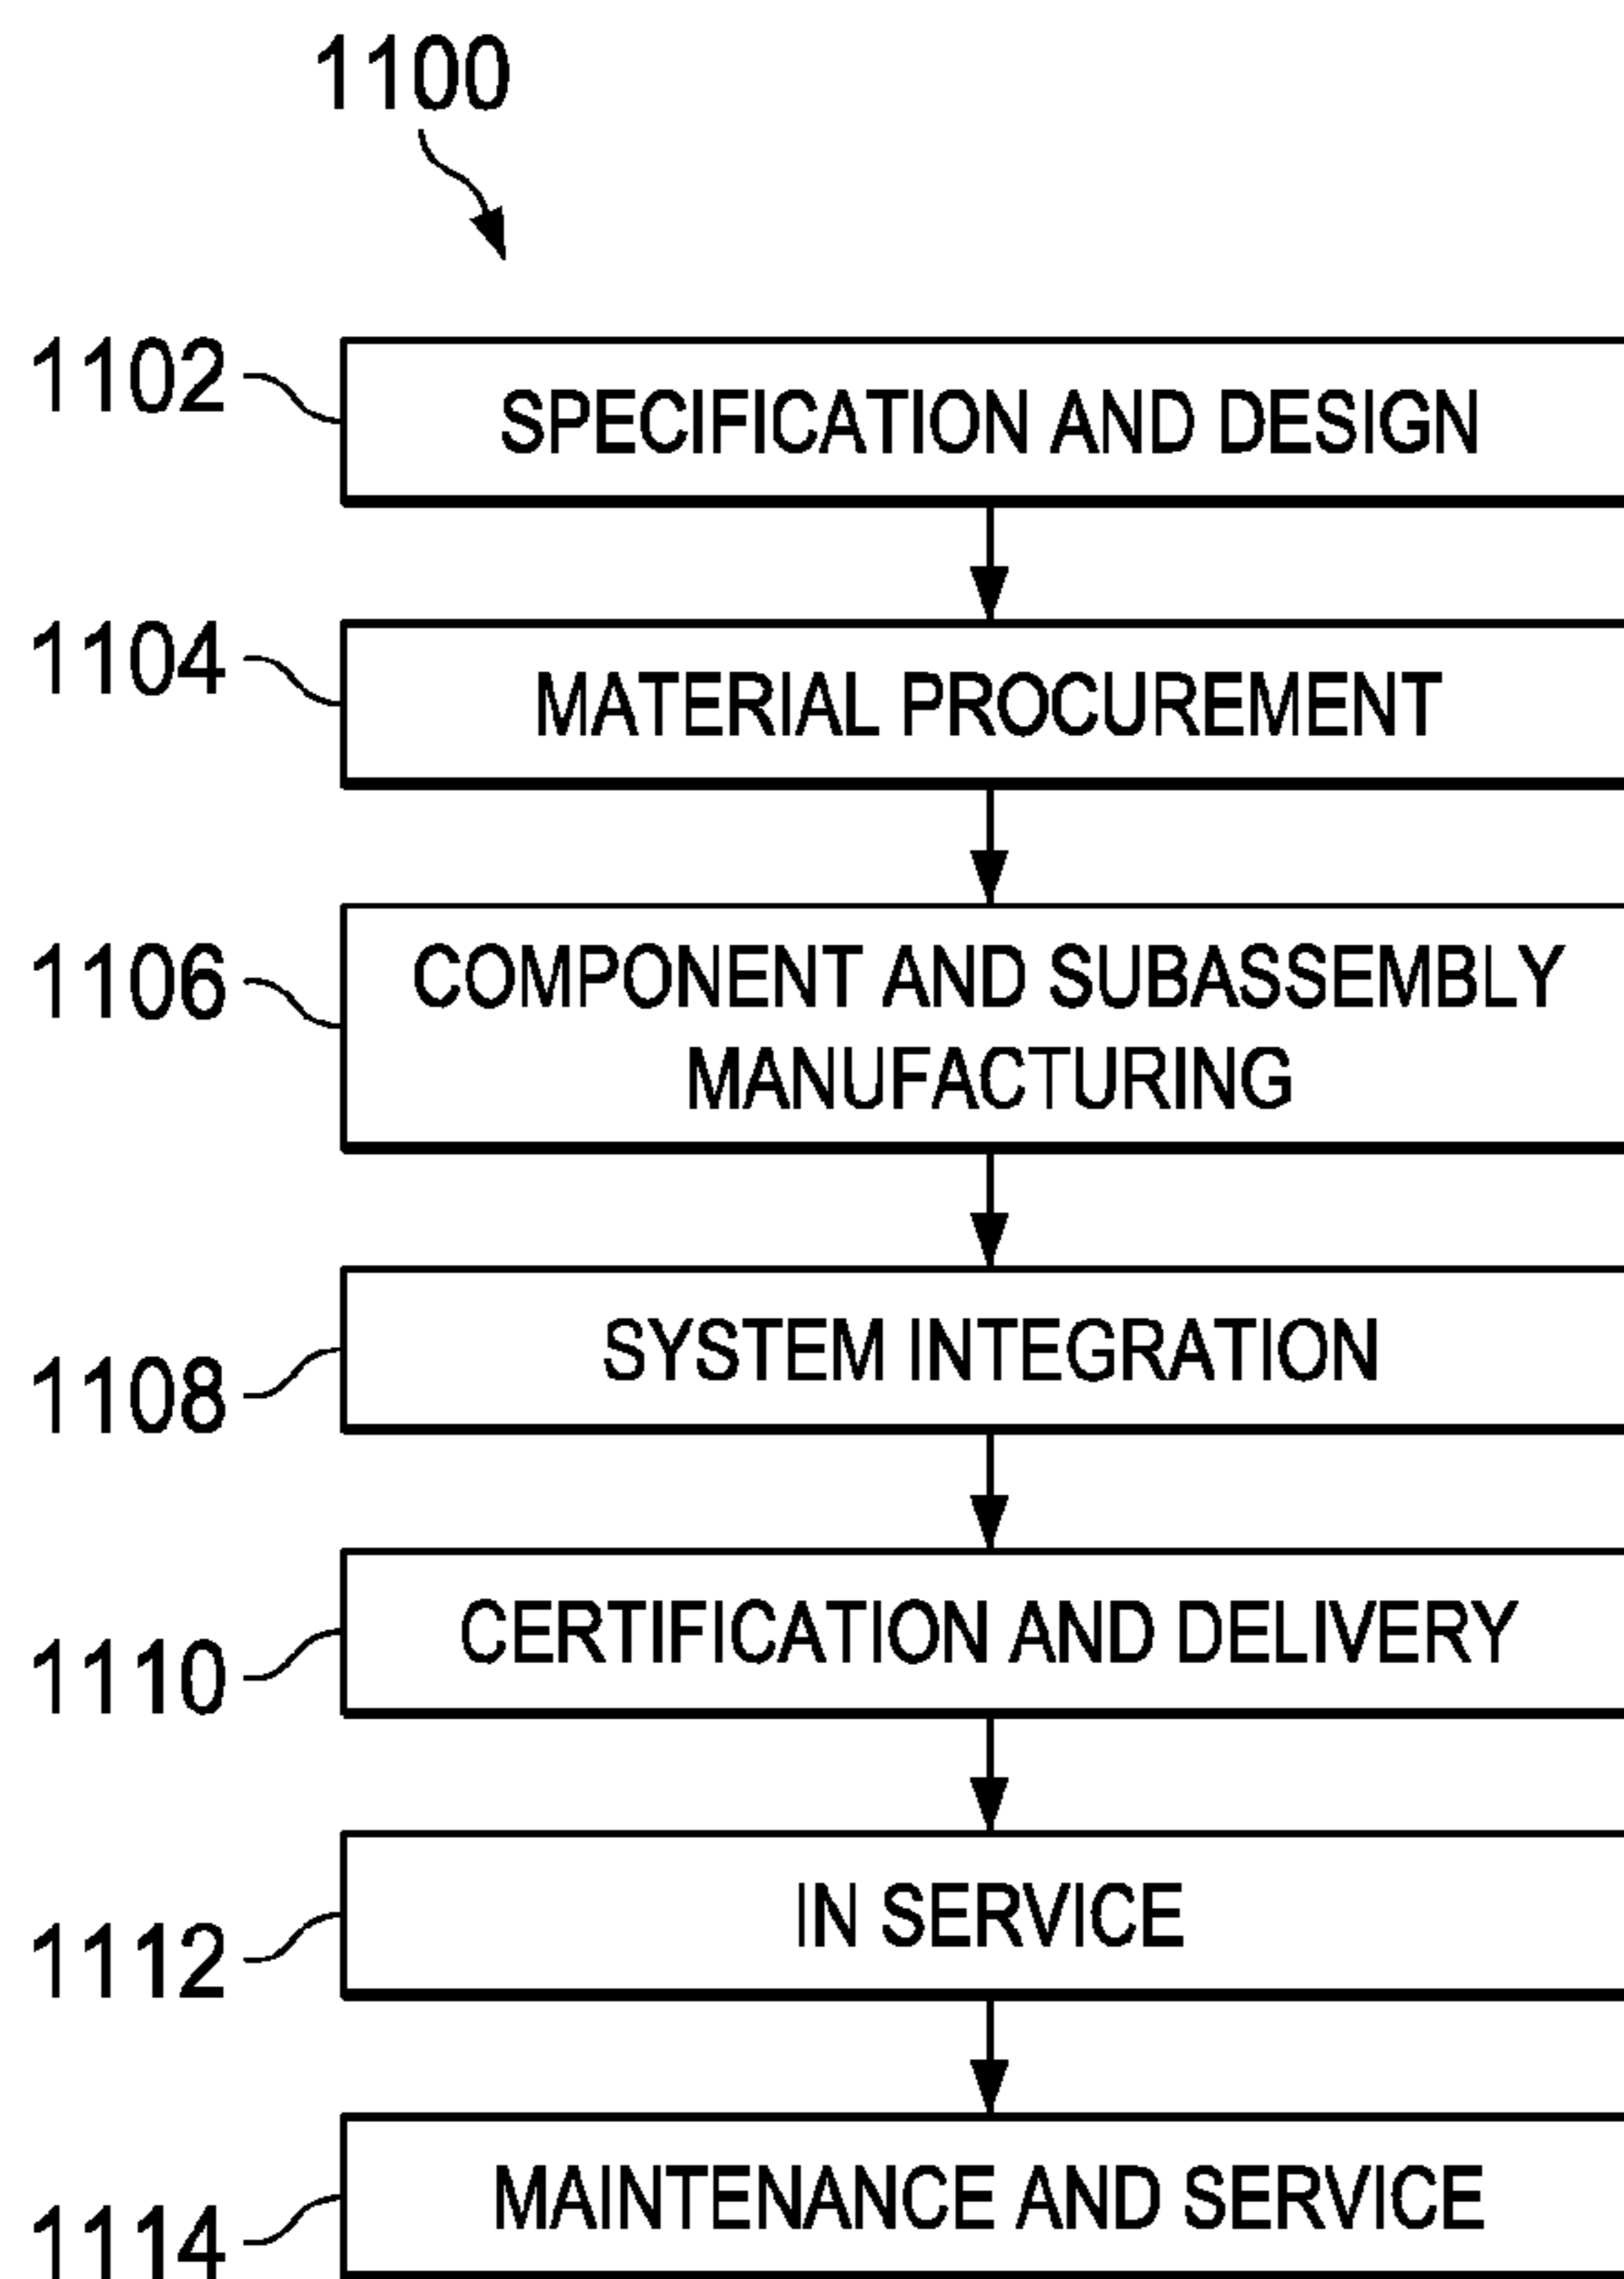 1100
1102 SPECIFICATION AND DESIGN
1104 MATERIAL PROCUREMENT
1106 COMPONENT AND SUBASSEMBLY
MANUFACTURING
1108 SYSTEM INTEGRATION
1110 CERTIFICATION AND DELIVERY
1112 IN SERVICE
1114 MAINTENANCE AND SERVICE